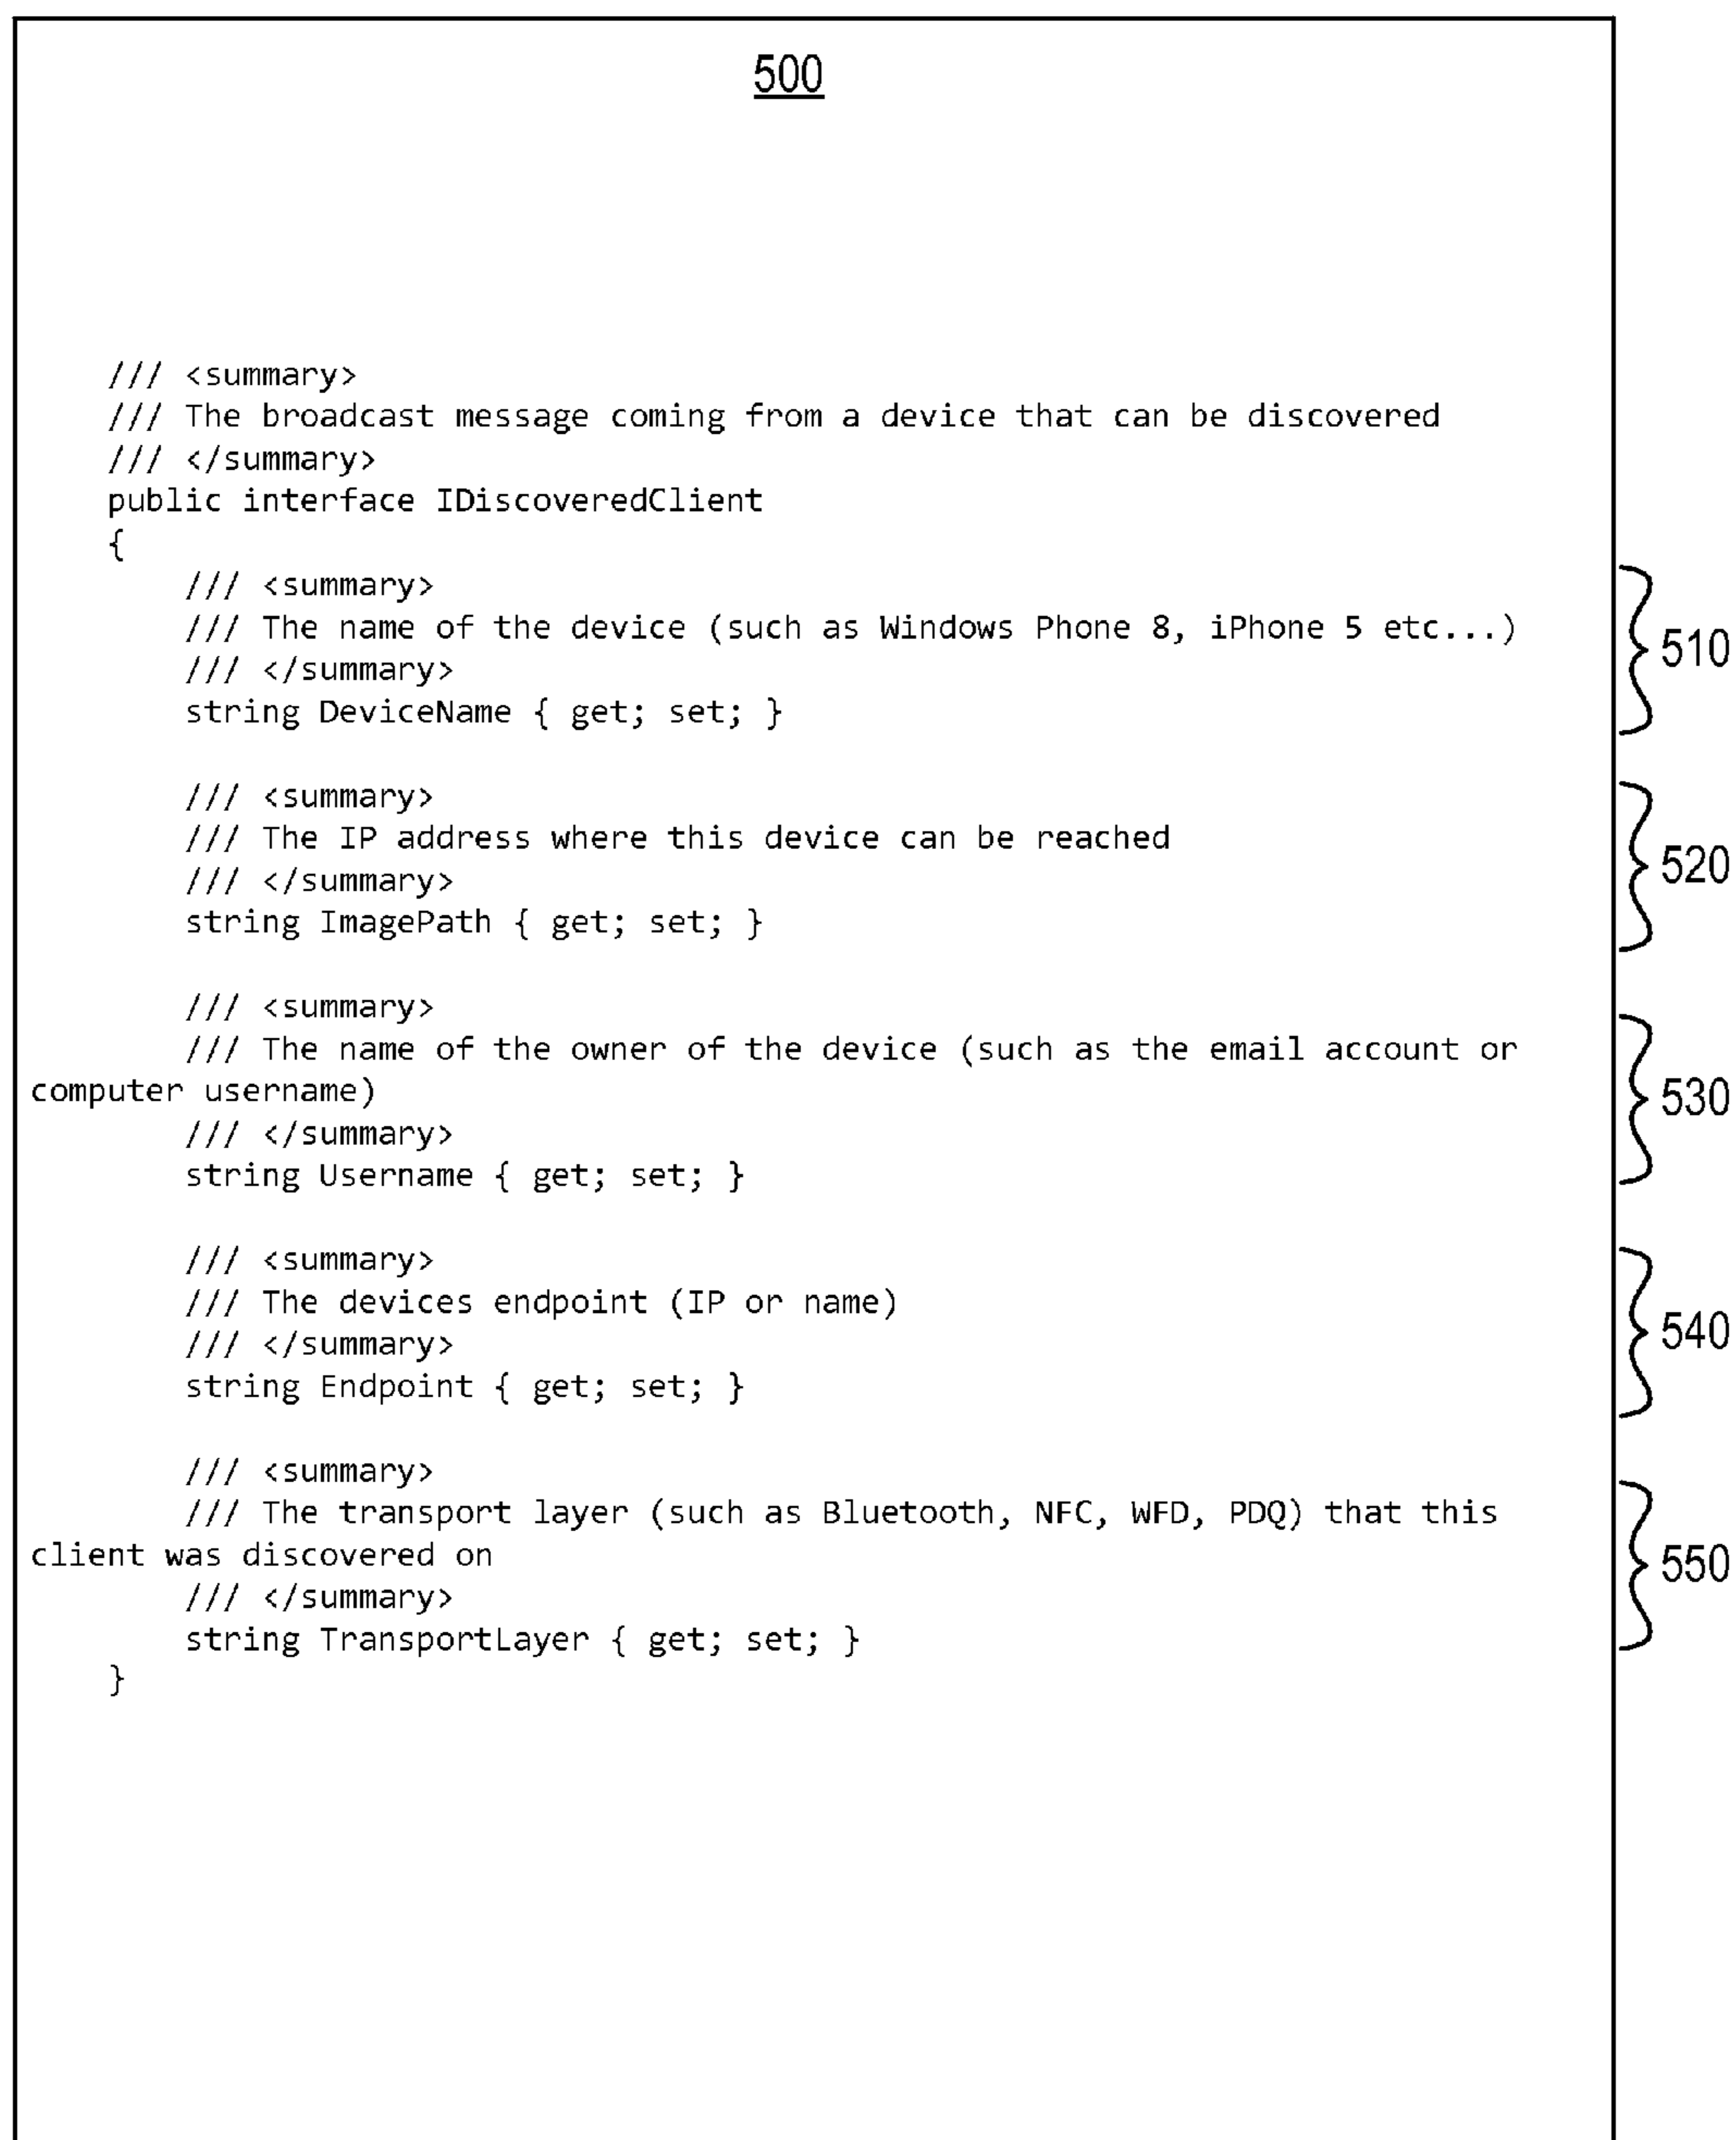 500
/// <summary>
/// The broadcast message coming from a device that can be discovered
/// </summary>
public interface IDiscoveredClient
{
/// <summary>
/// The name of the device (such as Windows Phone 8, iPhone 5 etc...)
/// </summary>
string DeviceName { get; set; }
510
/// <summary>
/// The IP address where this device can be reached
/// </summary>
string ImagePath { get; set; }
520
/// <summary>
/// The name of the owner of the device (such as the email account or
computer username)
/// </summary>
string Username { get; set; }
530
/// <summary>
/// The devices endpoint (IP or name)
/// </summary>
string Endpoint { get; set; }
540
/// <summary>
/// The transport layer (such as Bluetooth, NFC, WFD, PDQ) that this
client was discovered on
/// </summary>
string TransportLayer { get; set; }
550
}